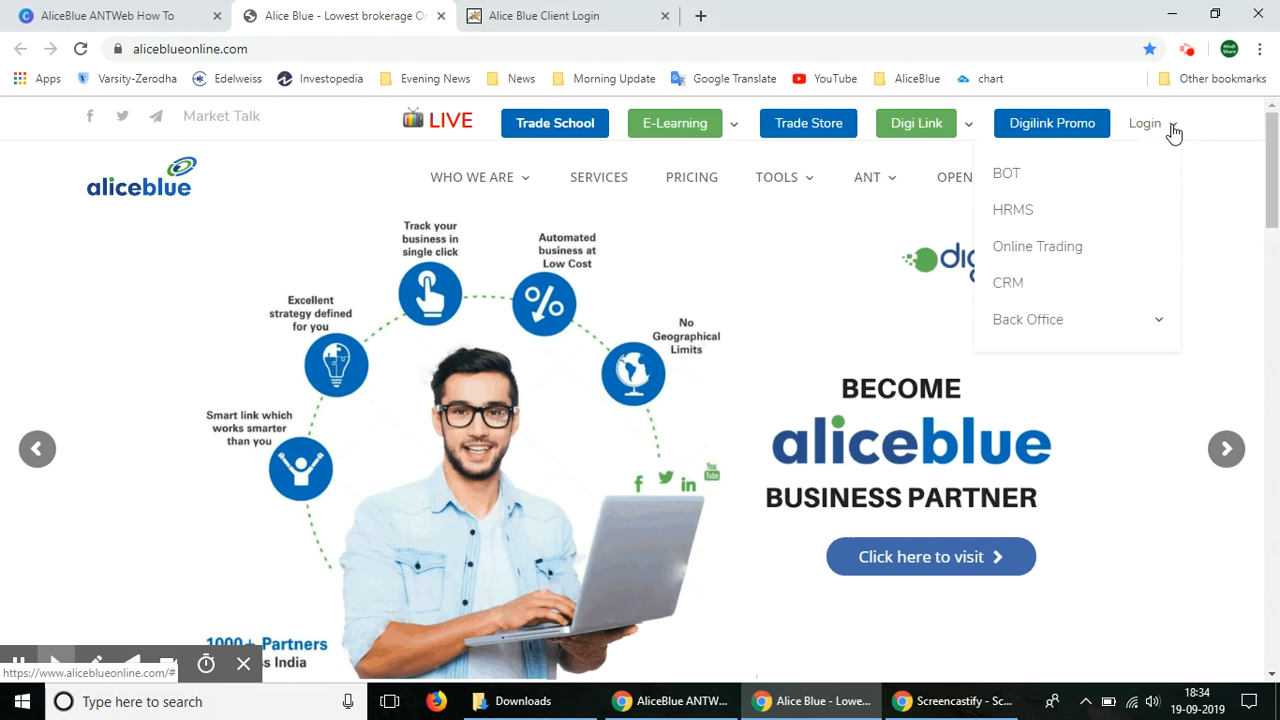 AliceBlue ANTWeb How To
Alice Blue - Lowest brokerage On
Alice Blue Client Login
aliceblueonline.com
Apps
Varsity-Zerodha
Edelweiss
Investopedia
Evening News
News
Morning Update
Google Translate
YouTube
AliceBlue
chart
Other bookmarks
Market Talk
LIVE
Trade School
E-Learning
Trade Store
Digi Link
Digilink Promo
Login
aliceblue
WHO WE ARE
SERVICES
PRICING
TOOLS
ANT
OPEN
BOT
HRMS
Online Trading
CRM
Back Office
Track your
business in
single click
Automated
business at
Low Cost
Excellent
strategy defined
for you
No
Geographical
Limits
Smart link which
works smarter
than you
You
Tube
BECOME
aliceblue
BUSINESS PARTNER
Click here to visit
1000+ Partners
ss India
https://www.aliceblueonline.com/#
Type here to search
Downloads
AliceBlue ANTW...
Alice Blue - Lowe...
Screencastify - Sc...
18:34
19-09-2019